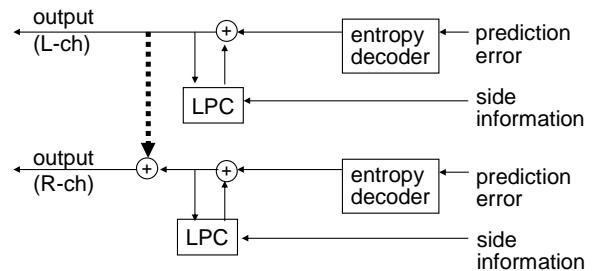 output
(L-ch)
+
entropy
decoder
prediction
error
LPC
side
information
output
(R-ch)
+
+
entropy
decoder
prediction
error
LPC
side
information